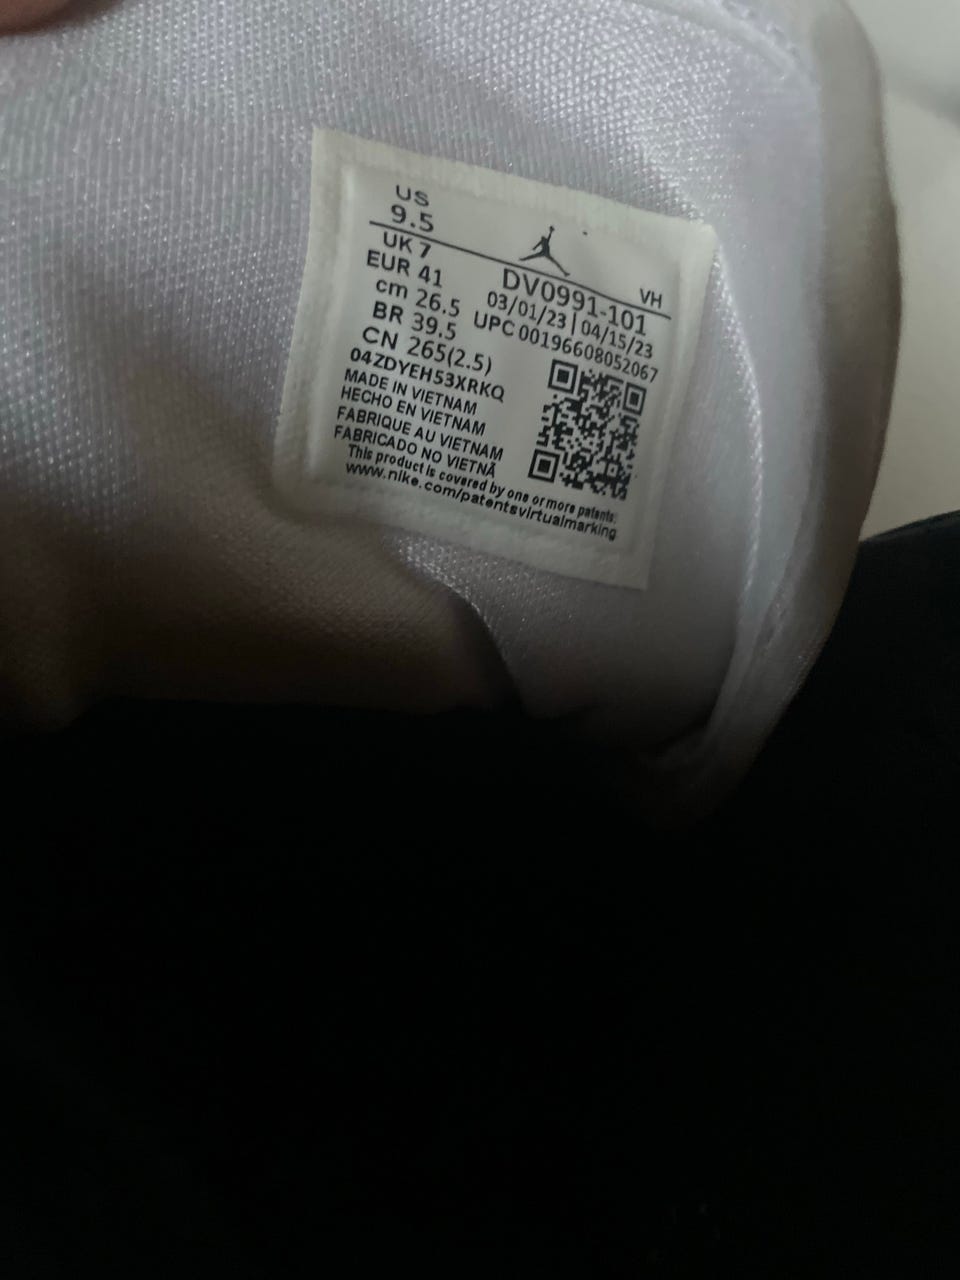 US
9.5
UK 7
EUR 41
cm 26.5
BR 39.5
CN 265(2.5)
04ZDYEH53XRKQ
VH
DV0991-101
03/01/23 | 04/15/23
UPC 00196608052067
MADE IN VIETNAM
HECHO EN VIETNAM
FABRIQUE AU VIETNAM
FABRICADO NO VIETNÃ
This product is covered by one or more patents:
www.nike.com/patentsvirtualmarking